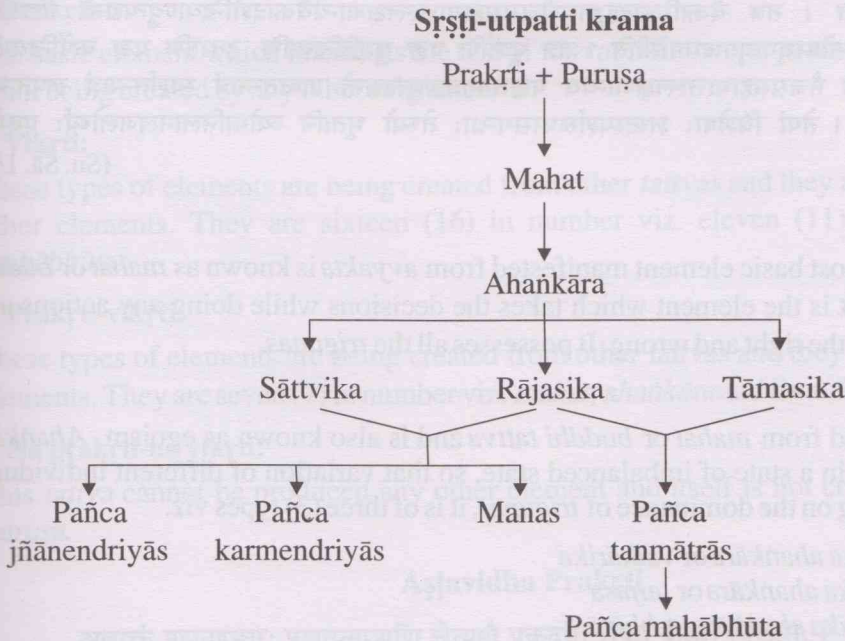 Sṛṣṭi-utpatti krama
Prakṛti + Puruṣa
Mahat
Ahaṅkāra
Sāttvika Rājasika Tāmasika
Pañca Pañca Manas Pañca
jñānendriyās karmendriyās tanmātrās
Pañca mahābhūta